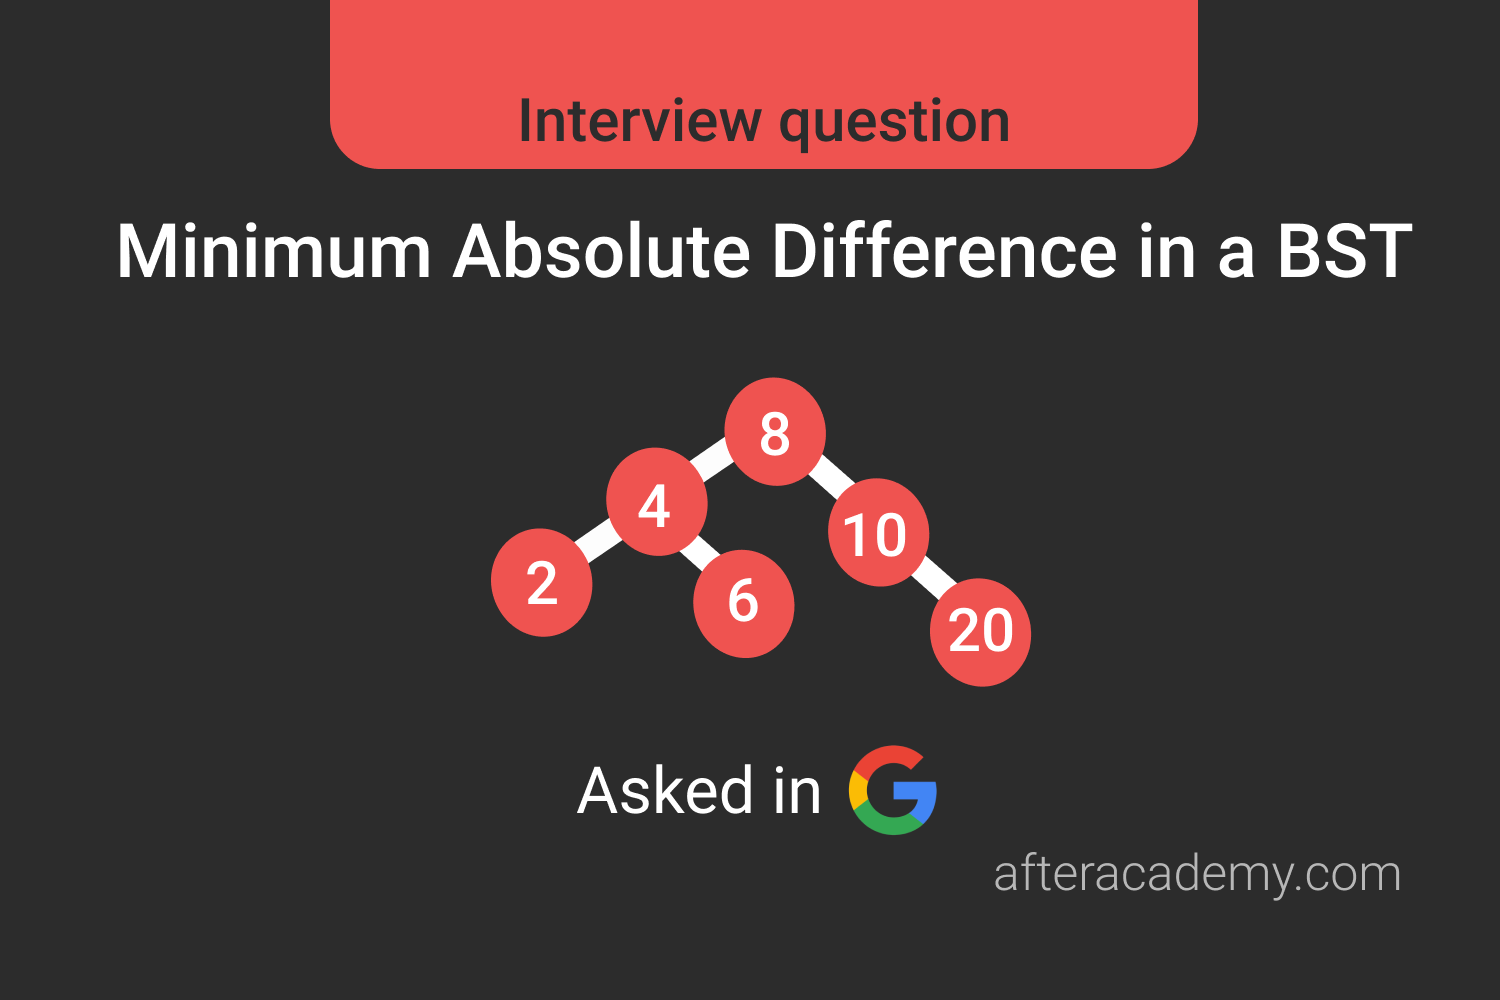 Interview question
Minimum Absolute Difference in a BST
8
4
10
2
6
20
Asked in G
afteracademy.com